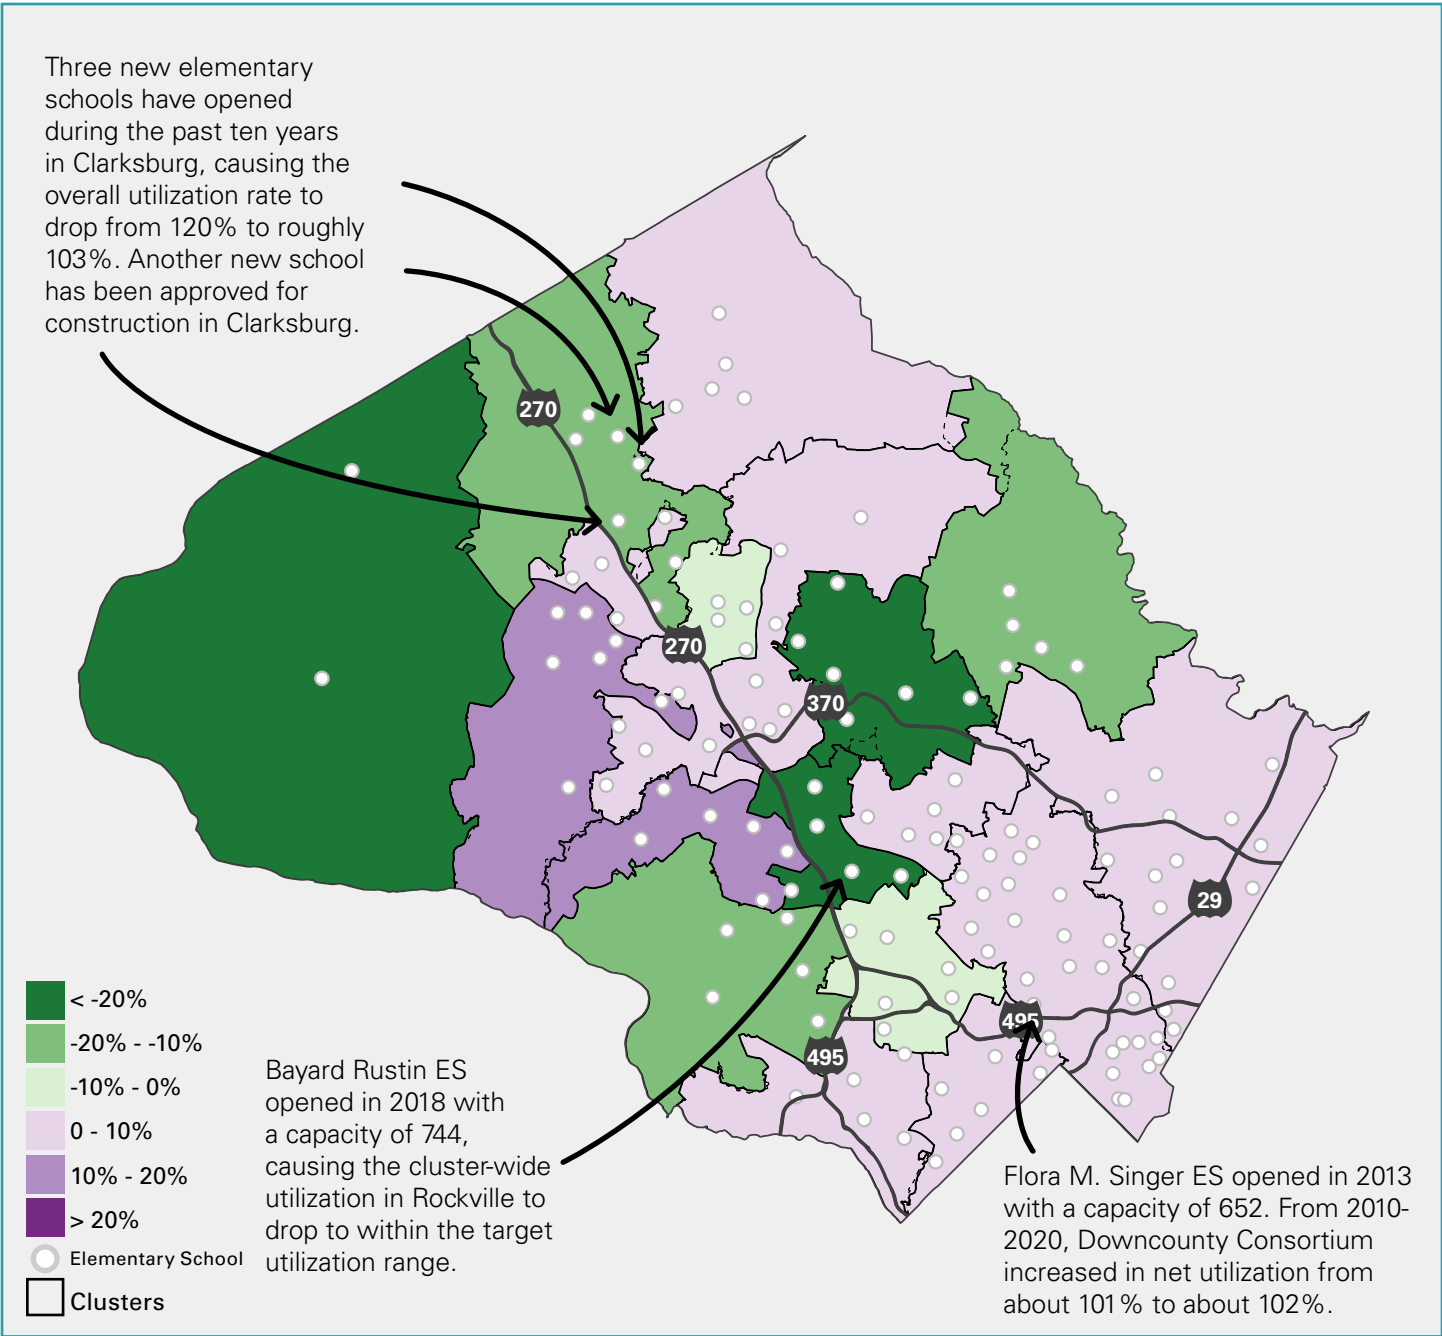 Three new elementary
schools have opened
during the past ten years
in Clarksburg, causing the
overall utilization rate to
drop from 120% to roughly
103%. Another new school
has been approved for
construction in Clarksburg.
270
270
370
29
495
495
< -20%
-20% - -10%
-10% - 0%
0 - 10%
10% - 20%
> 20%
Elementary School
Clusters
Bayard Rustin ES
opened in 2018 with
a capacity of 744,
causing the cluster-wide
utilization in Rockville to
drop to within the target
utilization range.
Flora M. Singer ES opened in 2013
with a capacity of 652. From 2010-
2020, Downcounty Consortium
increased in net utilization from
about 101% to about 102%.